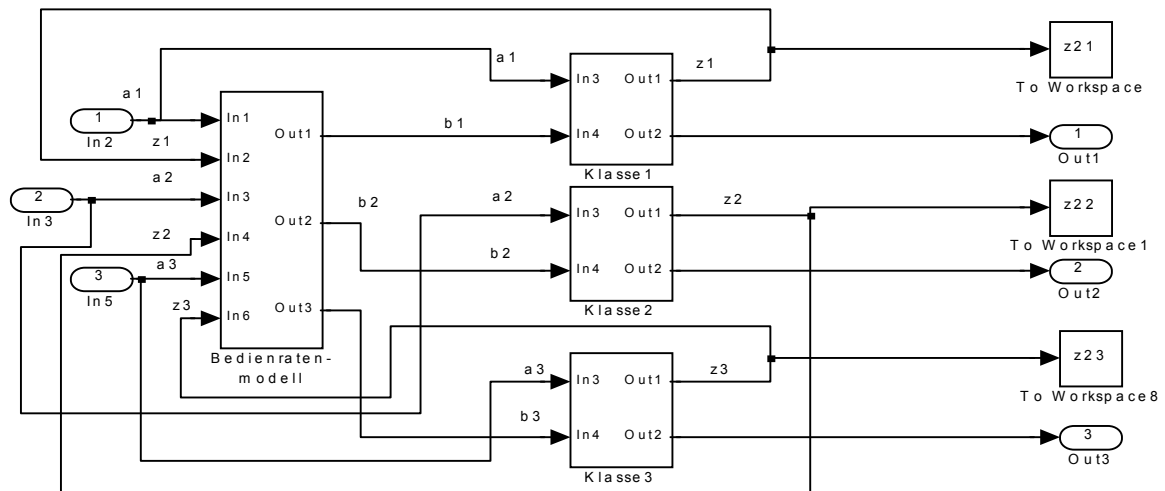 z21
To Workspace
a1
z1
In3
Out1
In4
Out2
Klasse1
1
Out1
a1
1
In2
z1
In1
In2
In3
In4
In5
In6
Out1
Out2
Out3
Bedienraten-
modell
b1
a2
2
In3
z2
a3
3
In5
z3
b2
a2
b2
In3
Out1
In4
Out2
Klasse2
z2
z22
To Workspace1
2
Out2
a3
b3
In3
Out1
In4
Out2
Klasse3
z3
z23
To Workspace8
3
Out3